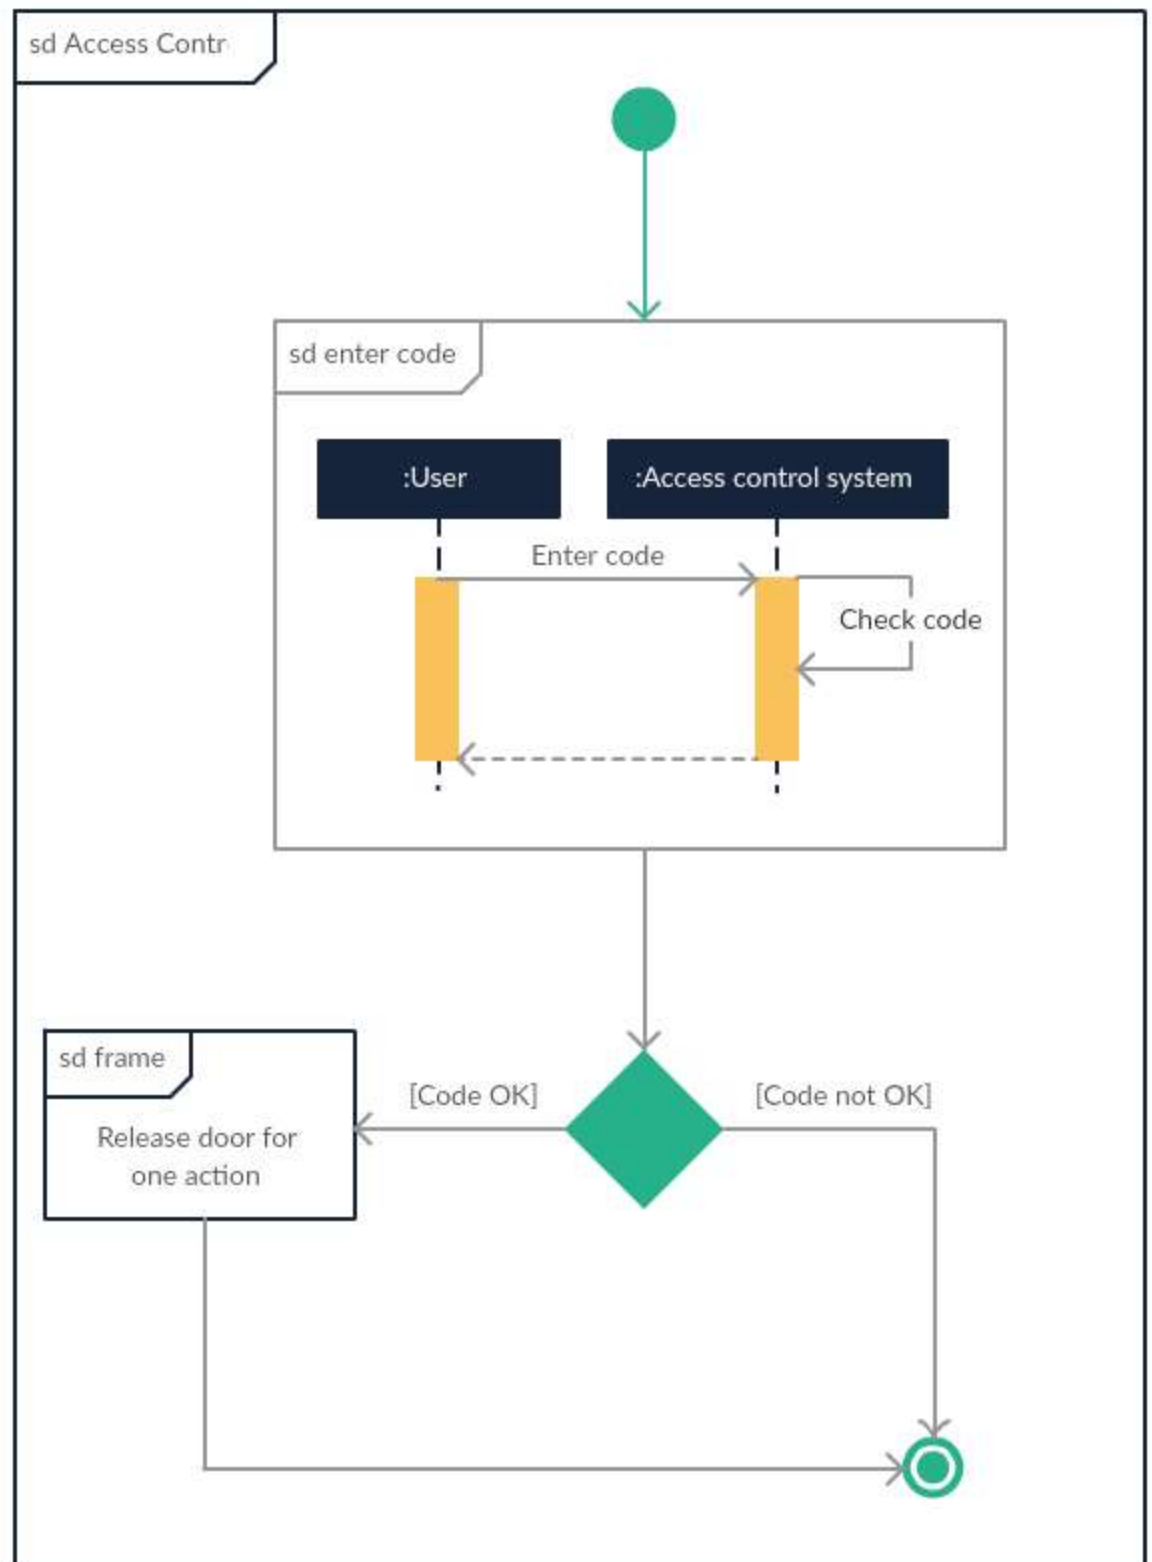 sd Access Contr
sd enter code
:User
:Access control system
Enter code
Check code
sd frame
Release door for
one action
[Code OK]
[Code not OK]